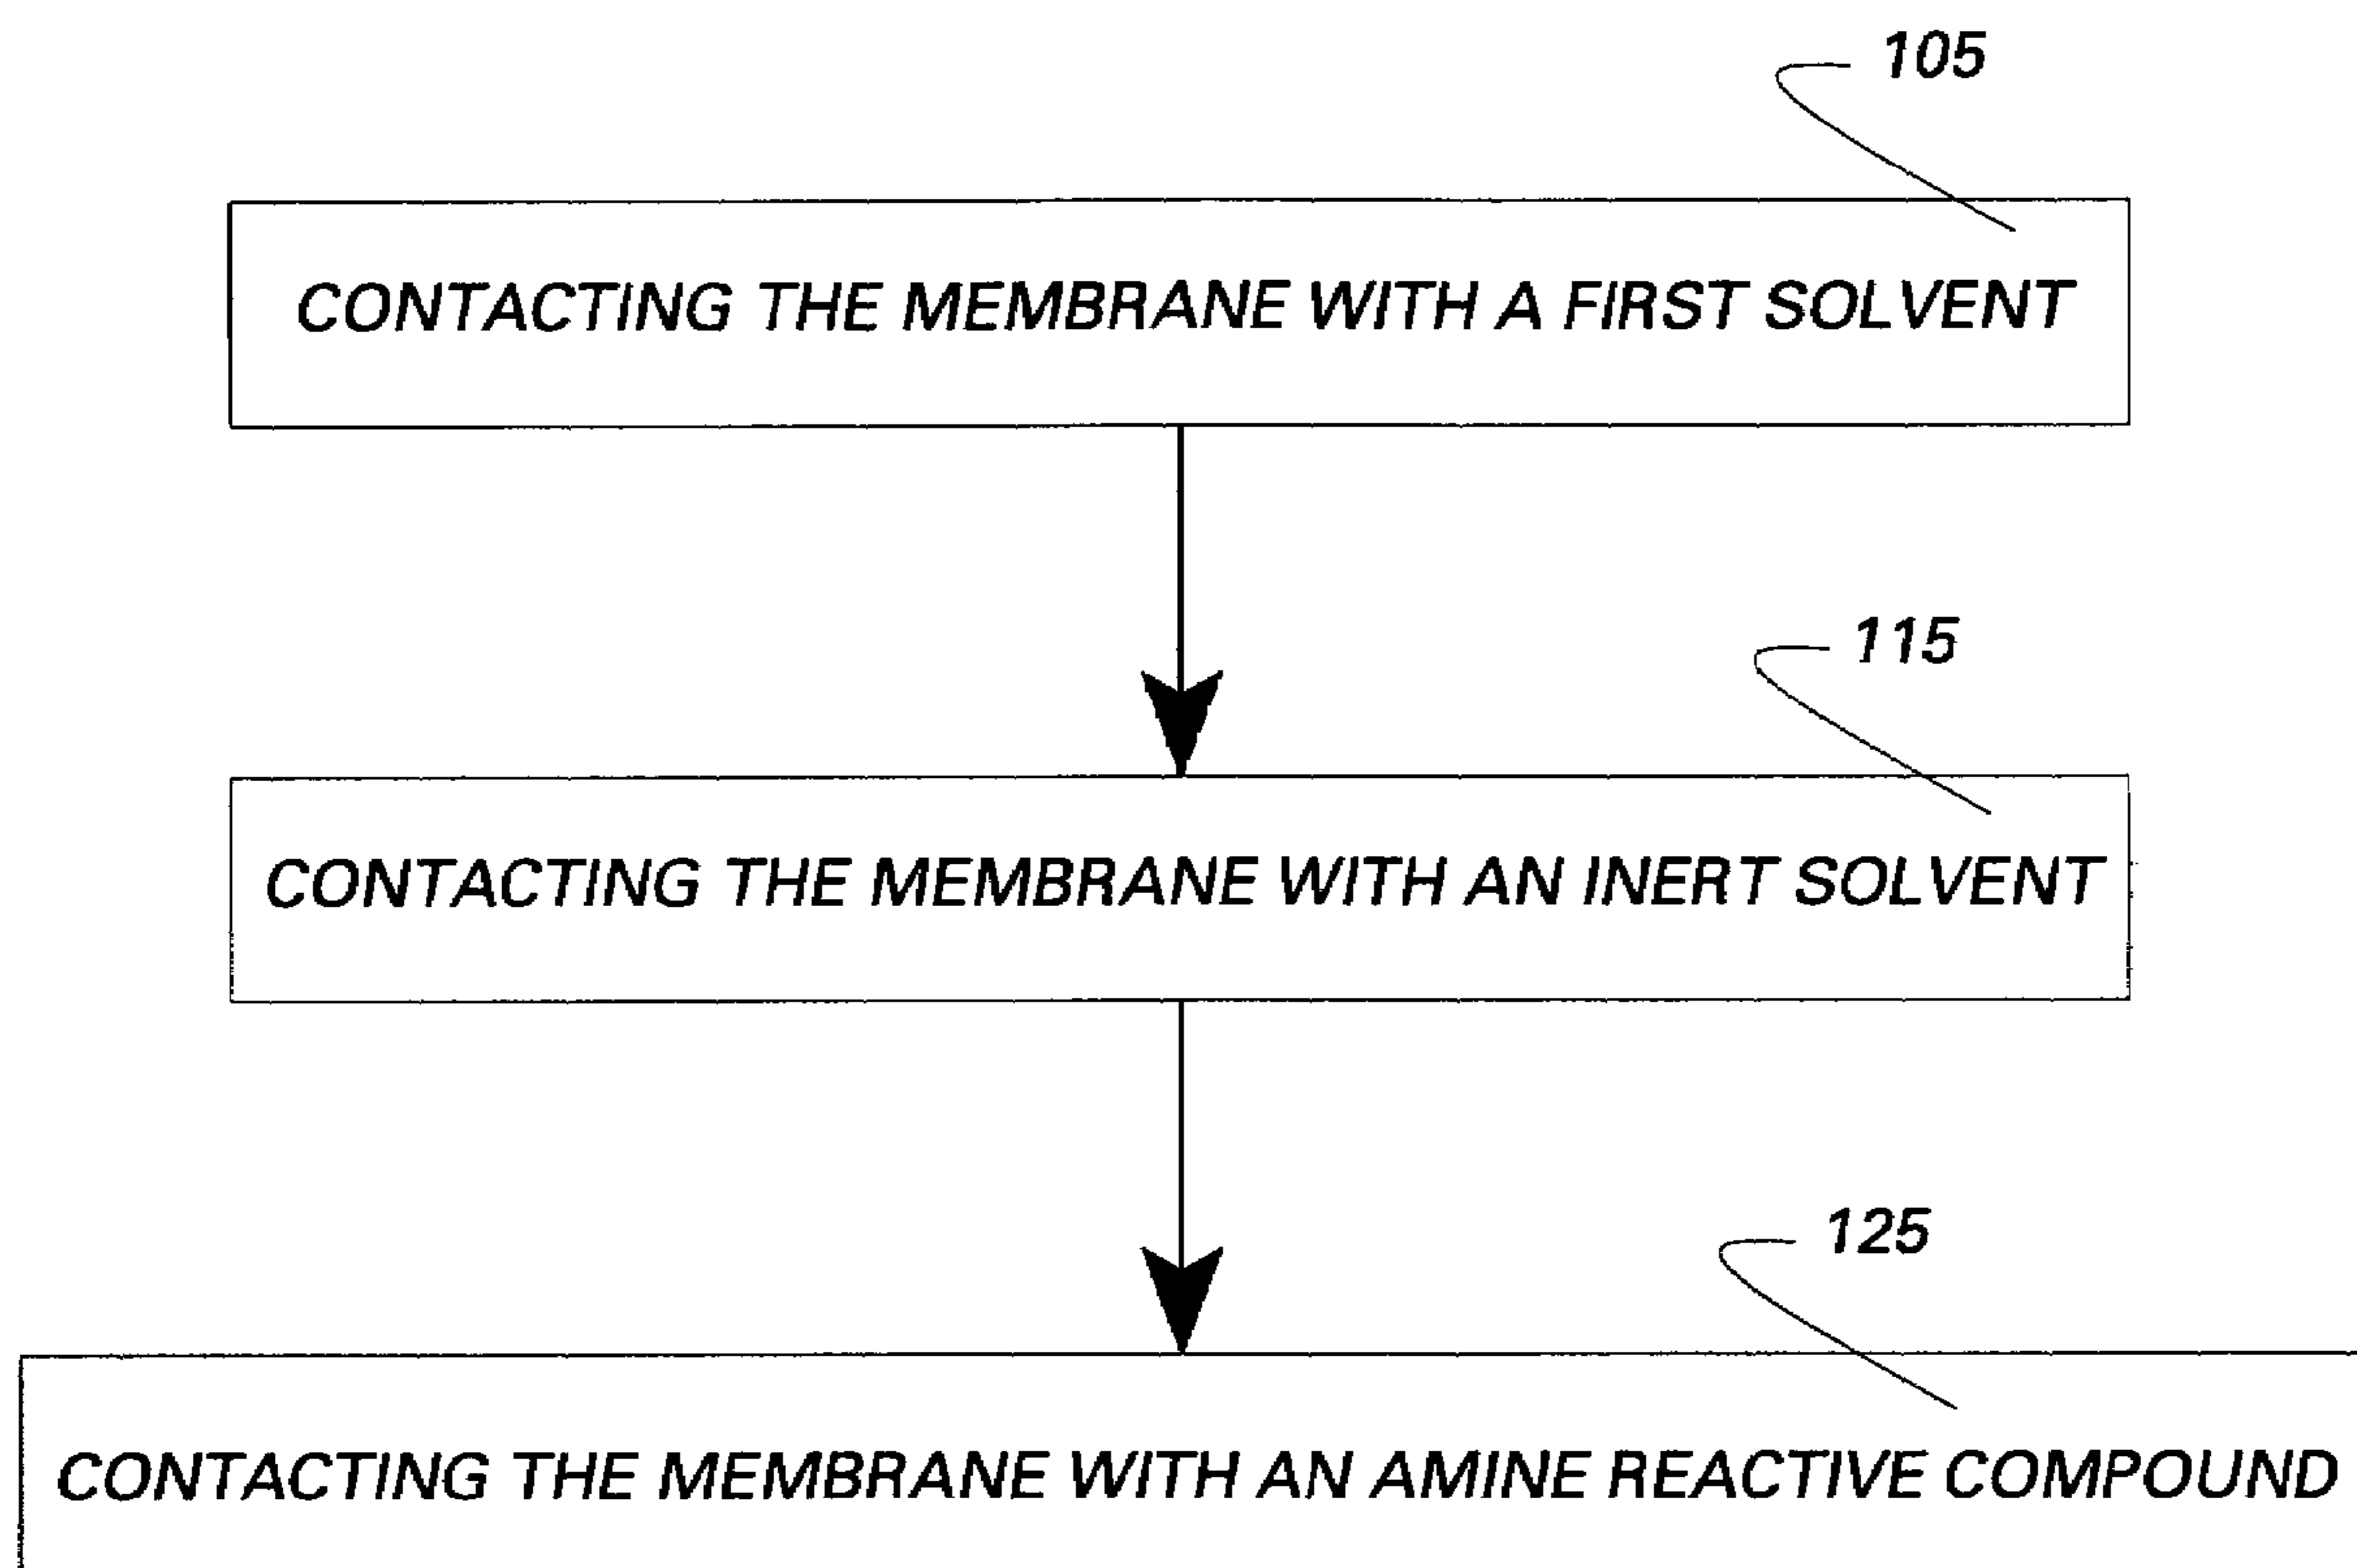 105
CONTACTING THE MEMBRANE WITH A FIRST SOLVENT
115
CONTACTING THE MEMBRANE WITH AN INERT SOLVENT
125
CONTACTING THE MEMBRANE WITH AN AMINE REACTIVE COMPOUND